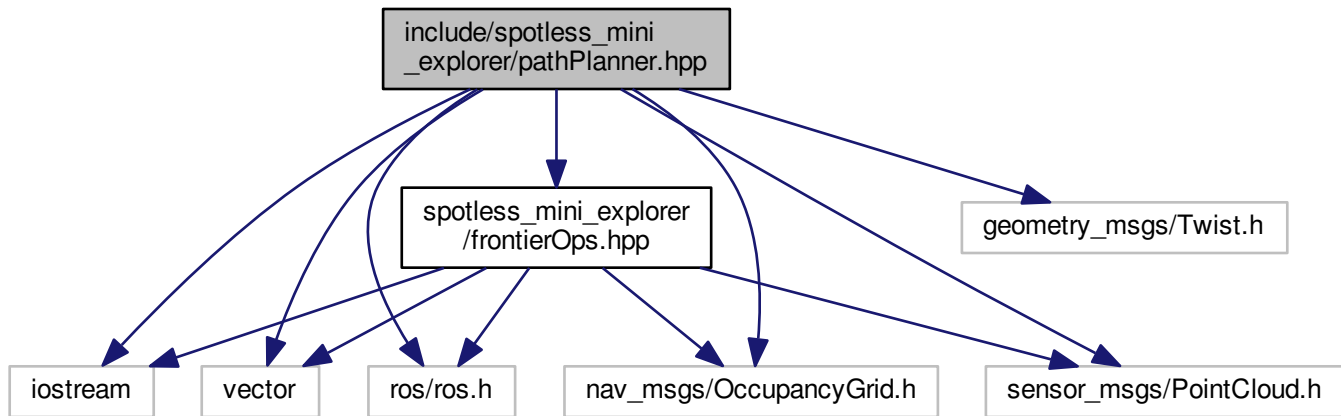 include/spotless_mini
_explorer/pathPlanner.hpp
spotless_mini_explorer
/frontierOps.hpp
geometry_msgs/Twist.h
iostream
vector
ros/ros.h
nav_msgs/OccupancyGrid.h
sensor_msgs/PointCloud.h